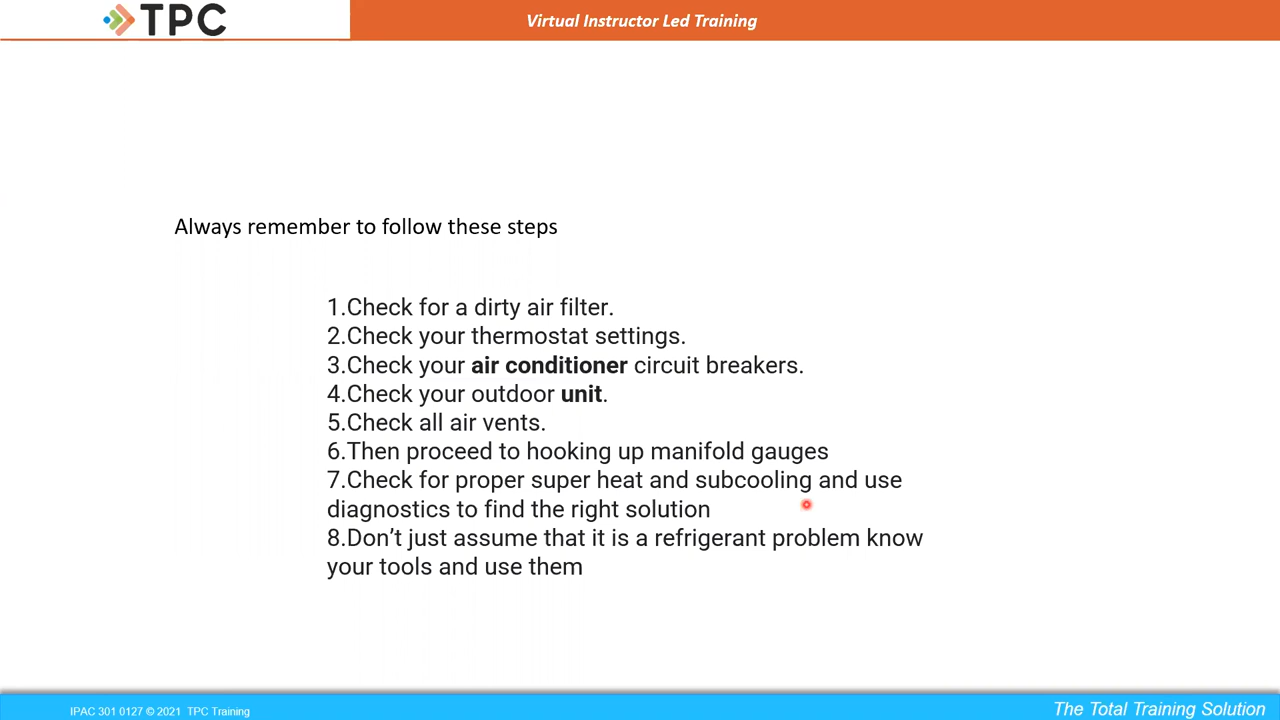 TPC
Virtual Instructor Led Training
Always remember to follow these steps
1.Check for a dirty air filter.
2.Check your thermostat settings.
3.Check your air conditioner circuit breakers.
4.Check your outdoor unit.
5.Check all air vents.
6.Then proceed to hooking up manifold gauges
7.Check for proper super heat and subcooling and use
diagnostics to find the right solution
8.Don’t just assume that it is a refrigerant problem know
your tools and use them
IPAC 301 0127 © 2021 TPC Training
The Total Training Solution